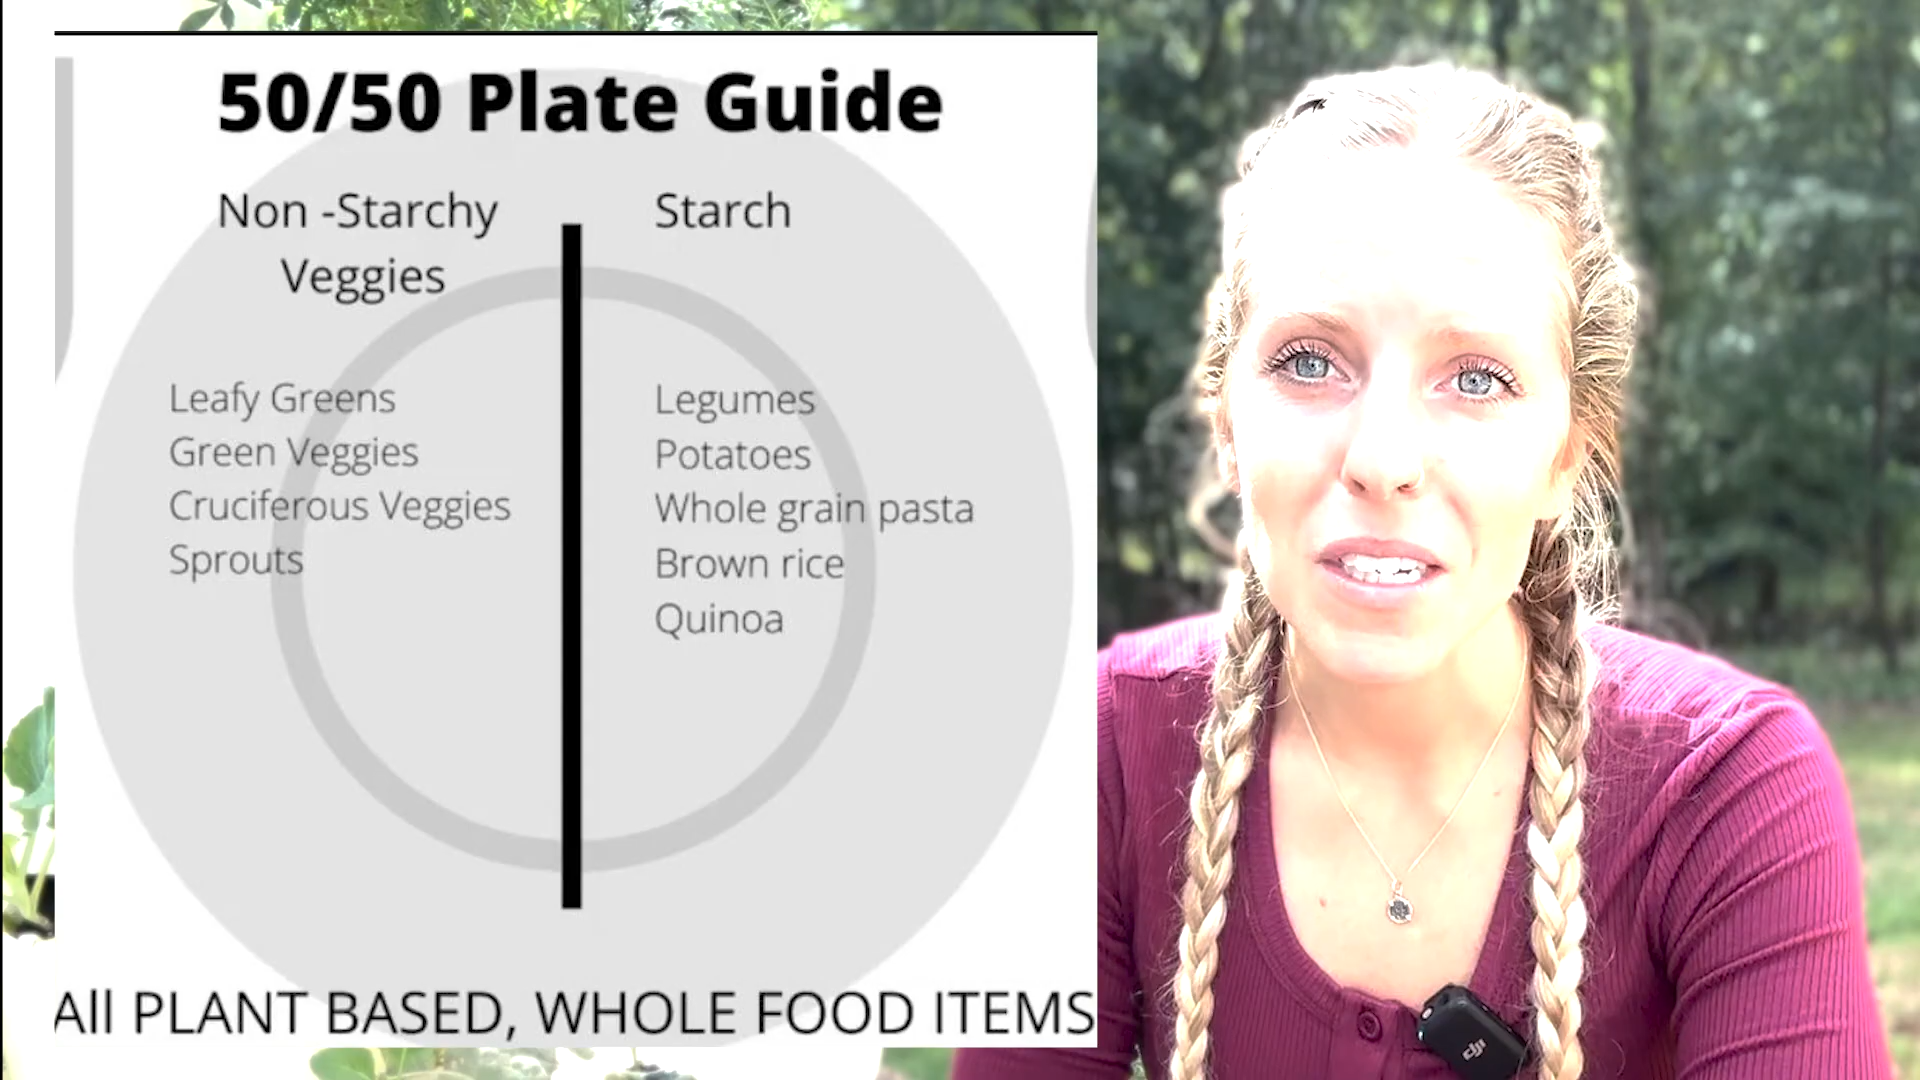 50/50 Plate Guide
Non -Starchy
Veggies
Leafy Greens
Green Veggies
Cruciferous Veggies
Sprouts
Starch
Legumes
Potatoes
Whole grain pasta
Brown rice
Quinoa
All PLANT BASED, WHOLE FOOD ITEMS
dji